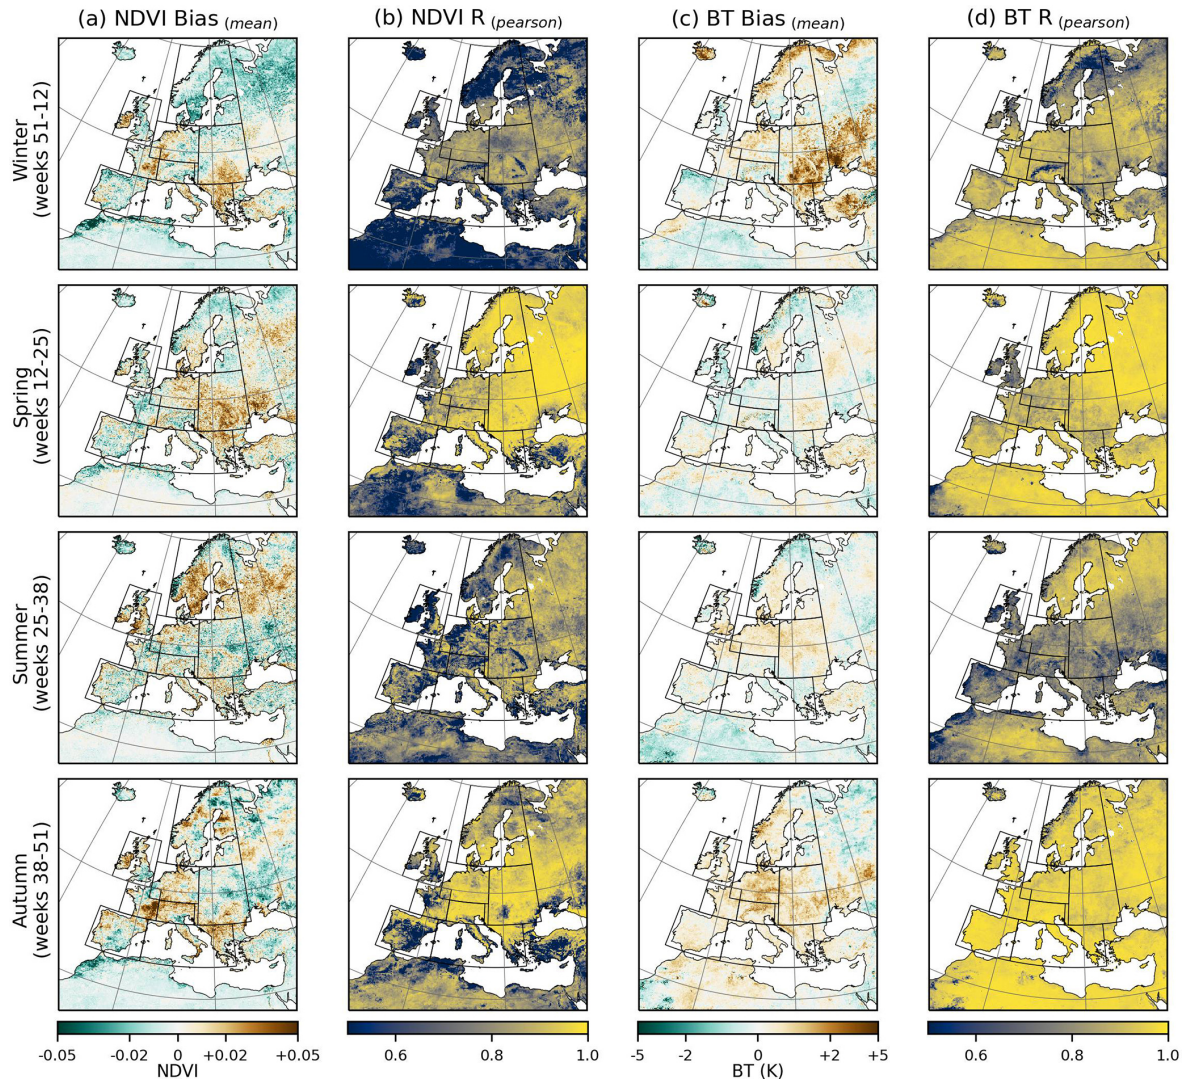 (a) NDVI Bias (mean)
(b) NDVI R (pearson)
(c) BT Bias (mean)
(d) BT R (pearson)
Winter
(weeks 51-12)
Spring
(weeks 12-25)
Summer
(weeks 25-38)
Autumn
(weeks 38-51)
-0.05 -0.02 0 +0.02 +0.05
NDVI
0.6 0.8 1.0
-5 -2 0 +2 +5
BT (K)
0.6 0.8 1.0